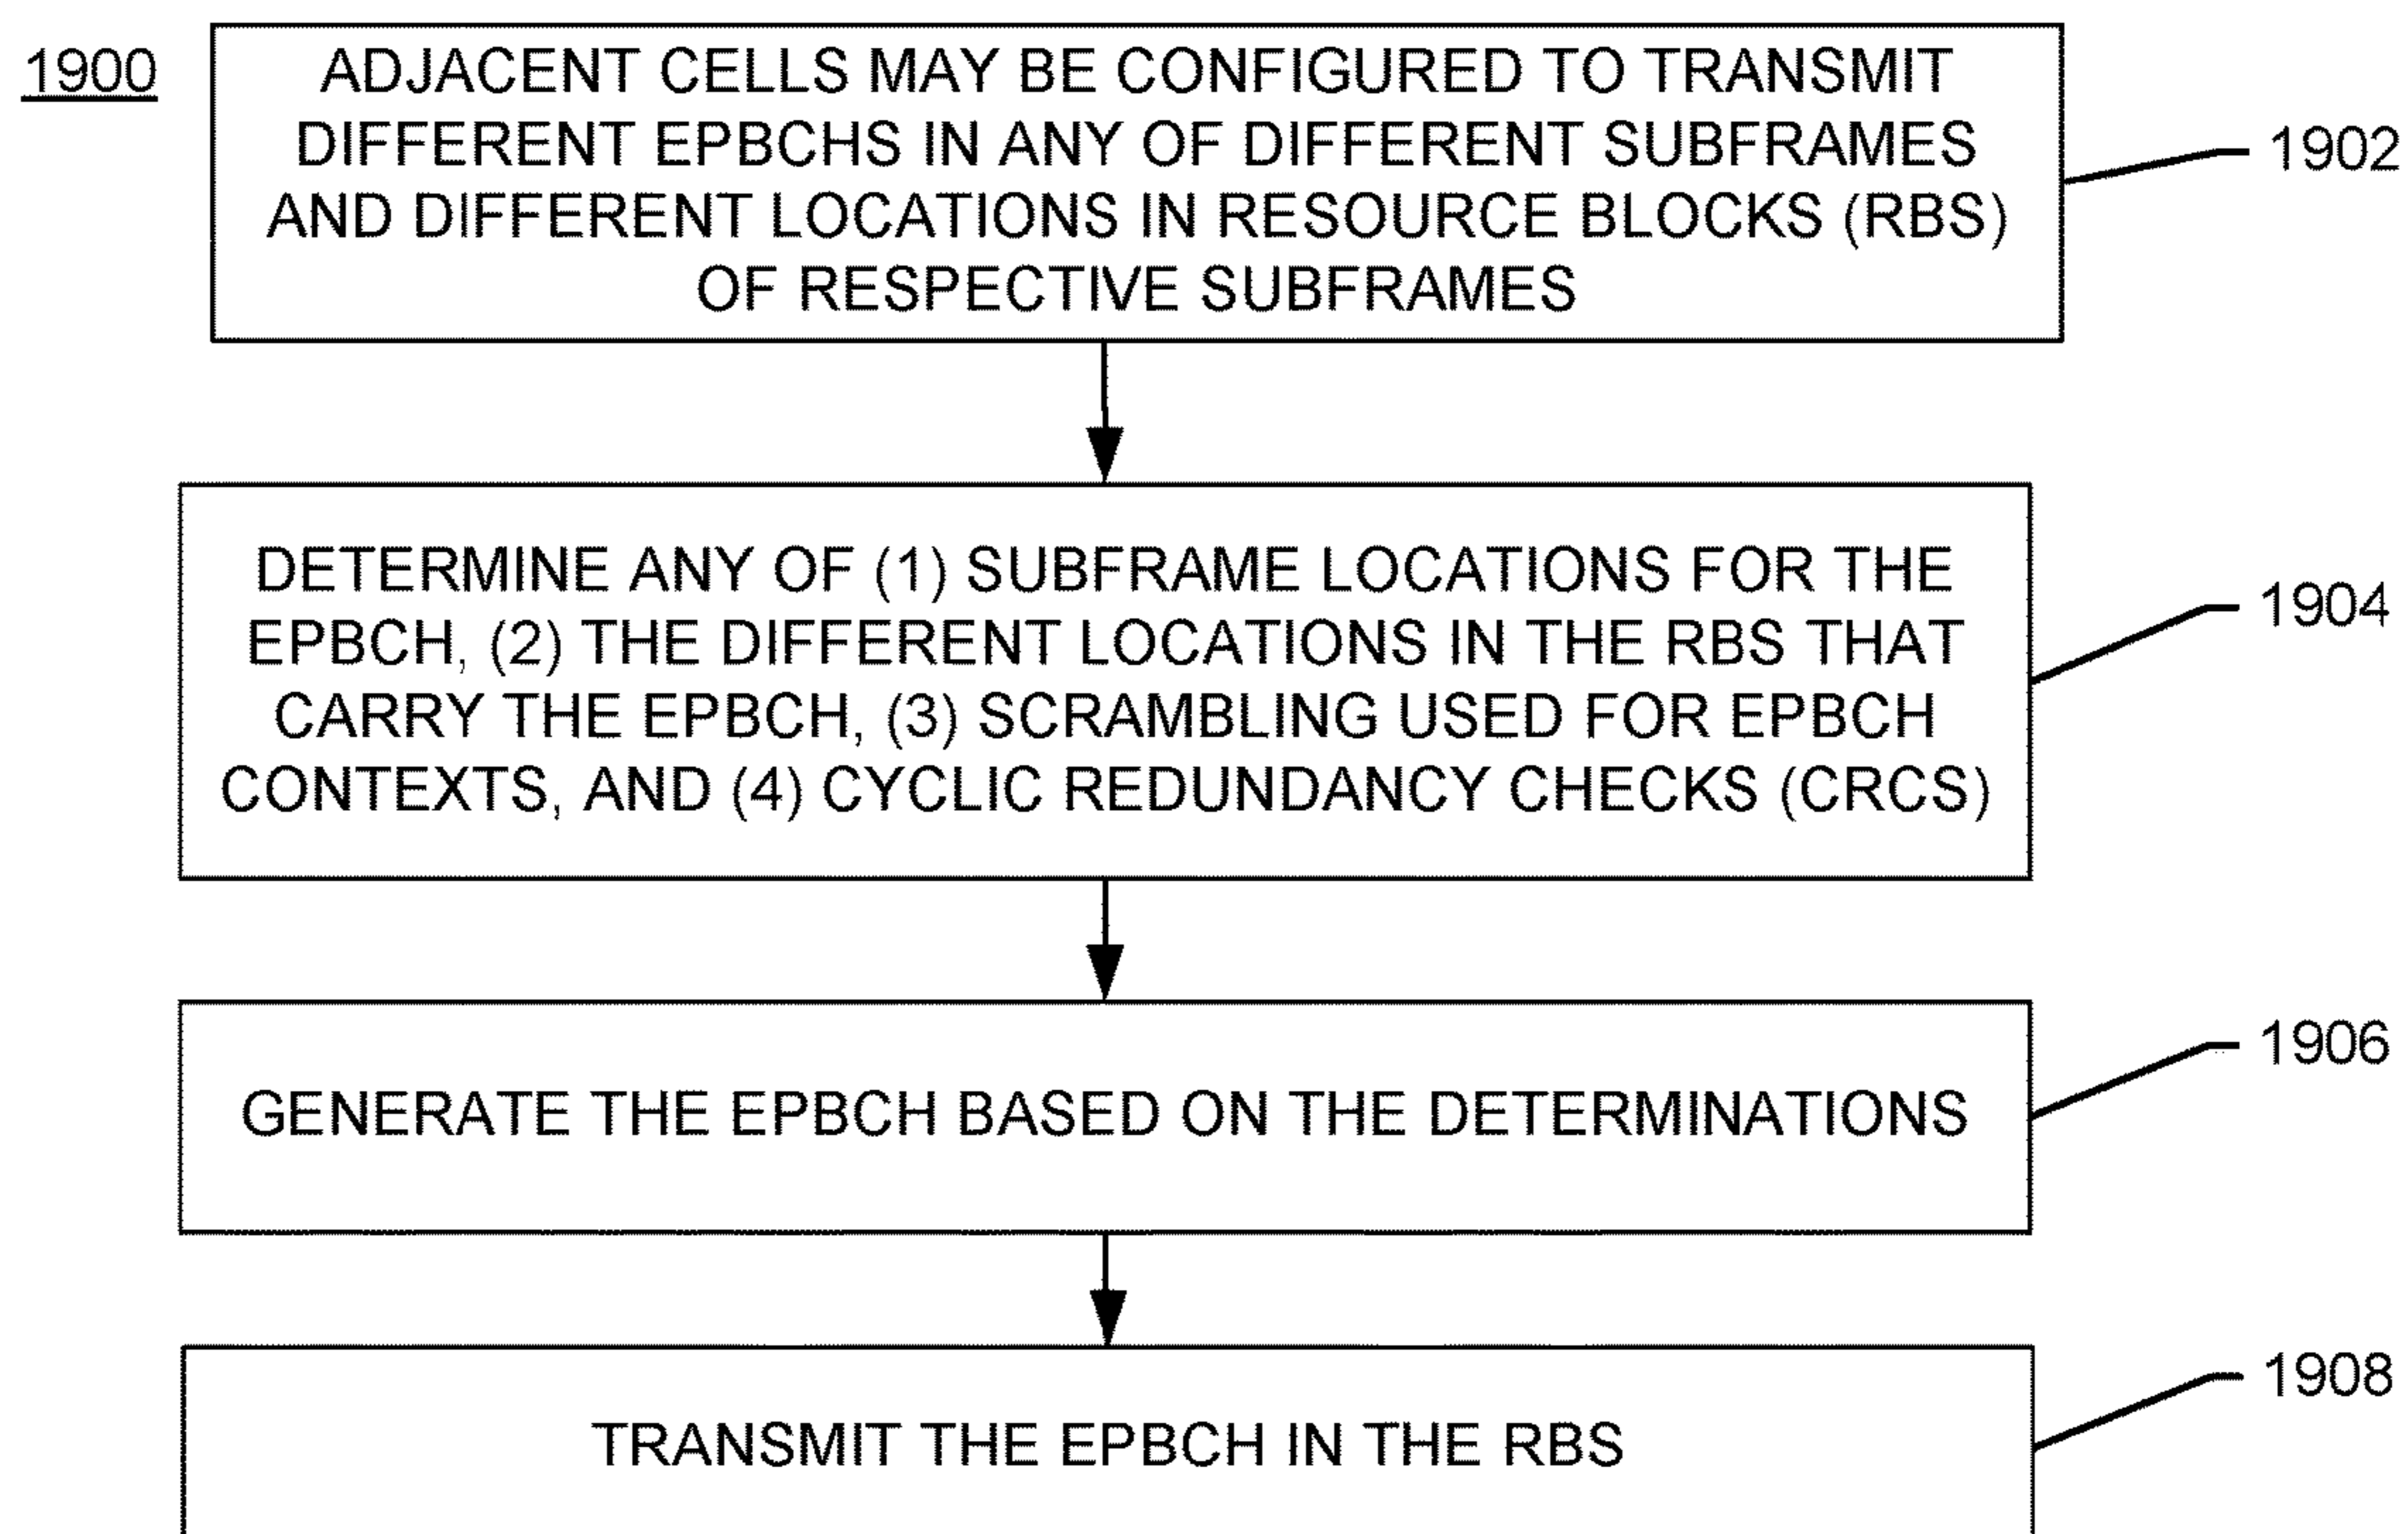 1900
ADJACENT CELLS MAY BE CONFIGURED TO TRANSMIT
DIFFERENT EPBCHS IN ANY OF DIFFERENT SUBFRAMES
AND DIFFERENT LOCATIONS IN RESOURCE BLOCKS (RBS)
OF RESPECTIVE SUBFRAMES
1902
DETERMINE ANY OF (1) SUBFRAME LOCATIONS FOR THE
EPBCH, (2) THE DIFFERENT LOCATIONS IN THE RBS THAT
CARRY THE EPBCH, (3) SCRAMBLING USED FOR EPBCH
CONTEXTS, AND (4) CYCLIC REDUNDANCY CHECKS (CRCS)
1904
GENERATE THE EPBCH BASED ON THE DETERMINATIONS
1906
TRANSMIT THE EPBCH IN THE RBS
1908